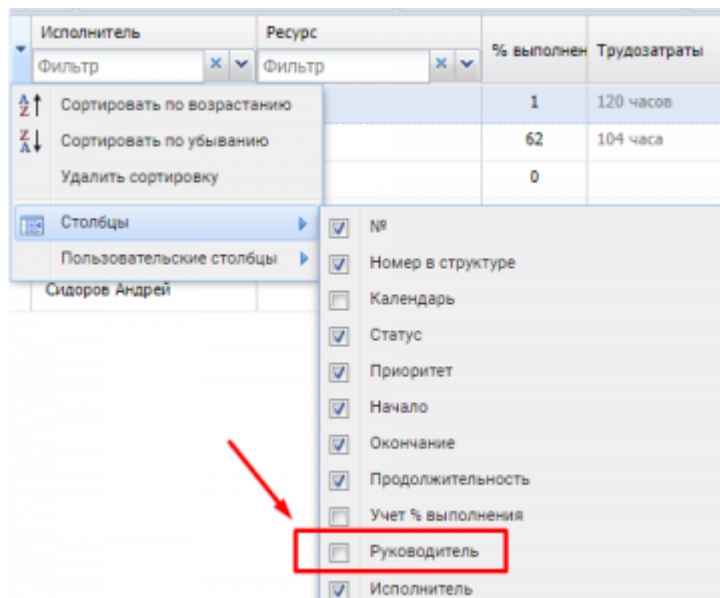 Исполнитель Ресурс % выполнен Трудозатраты
Фильтр Фильтр
Сортировать по возрастанию 1 120 часов
Сортировать по убыванию 62 104 часа
Удалить сортировку 0
Столбцы №
Пользовательские столбцы Номер в структуре
Сидоров Андрей Календарь
Статус
Приоритет
Начало
Окончание
Продолжительность
Учет % выполнения
Руководитель
Исполнитель